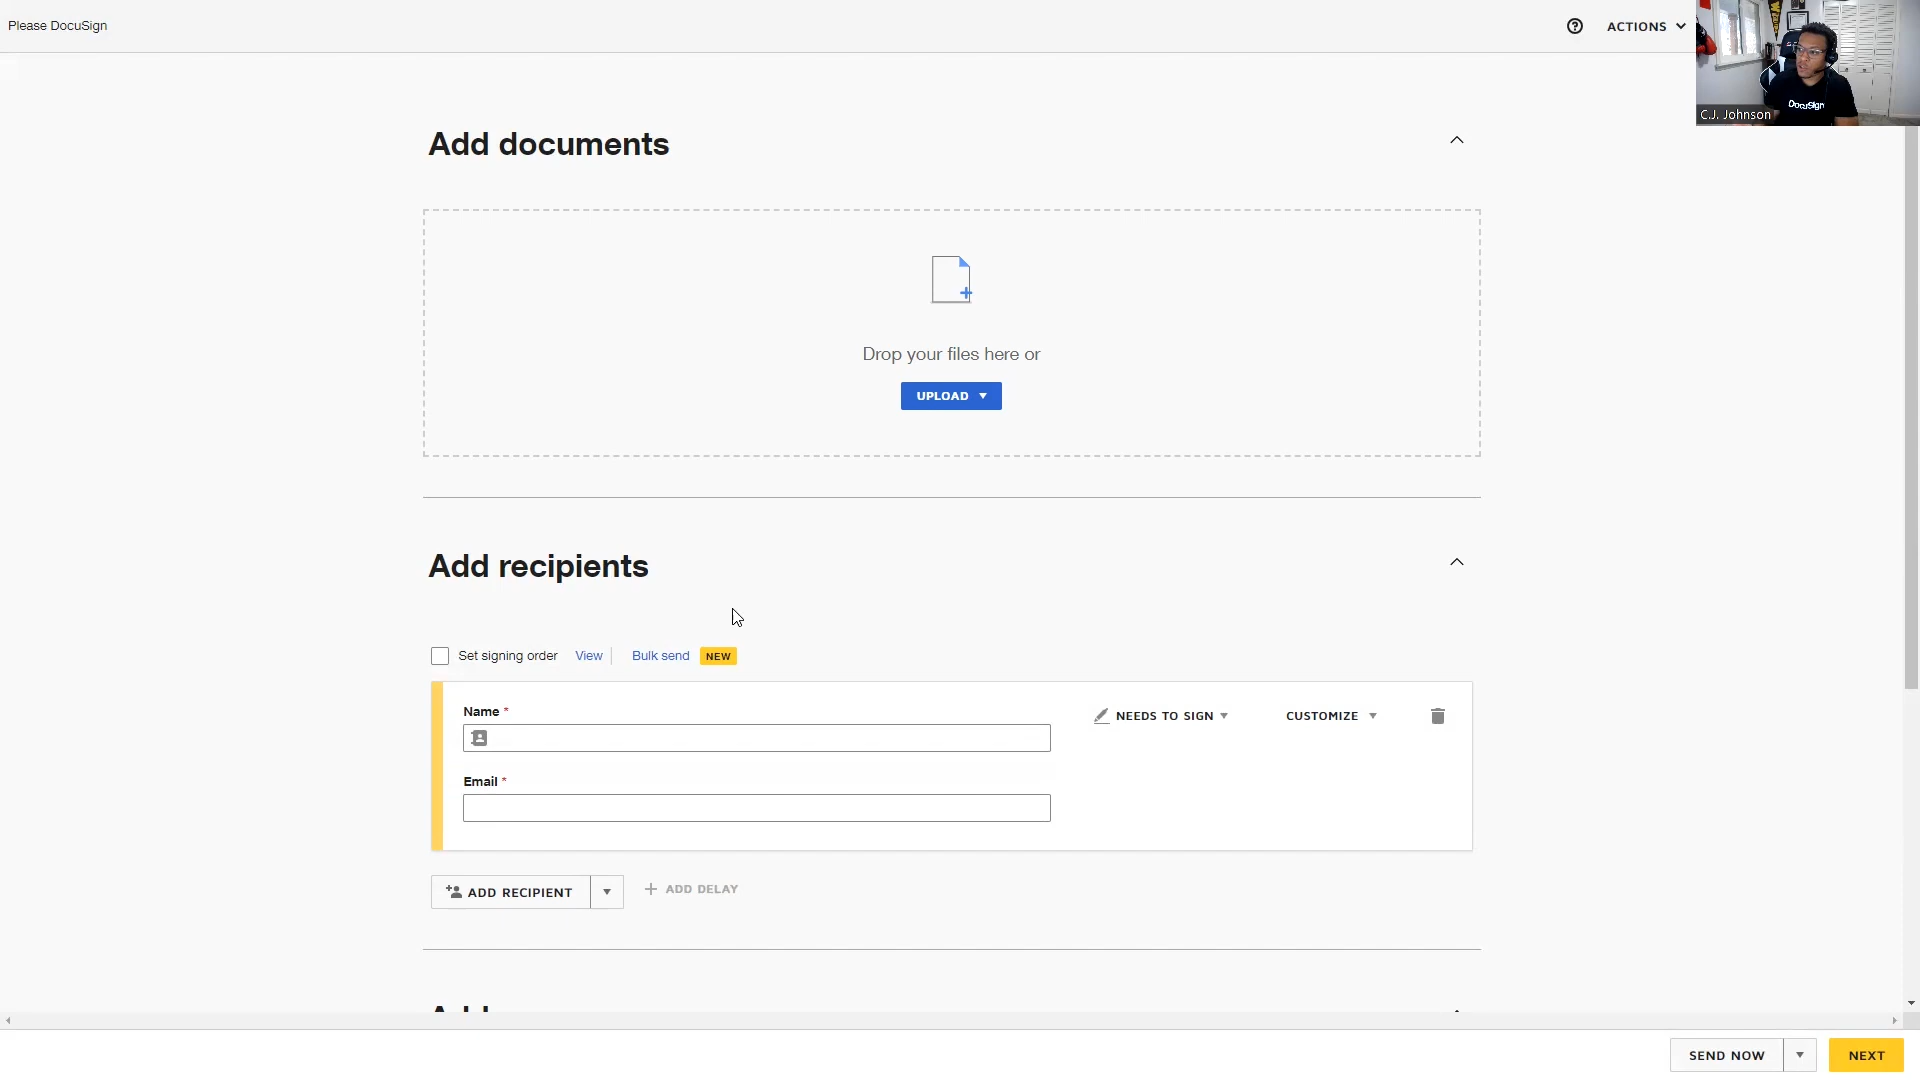 Please DocuSign
ACTIONS
DocuSign
C.J. Johnson
Add documents
Drop your files here or
UPLOAD
Add recipients
Set signing order View Bulk send NEW
Name *
NEEDS TO SIGN CUSTOMIZE
Email *
ADD RECIPIENT
+ ADD DELAY
SEND NOW NEXT